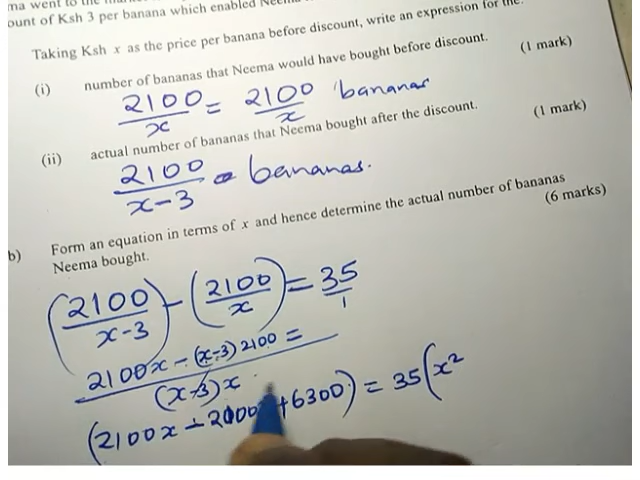 went to the
ount of Ksh 3 per banana which enabled
Taking Ksh x as the price per banana before discount, write an expression for the:
(i) number of bananas that Neema would have bought before discount. (1 mark)
2100/x = 2100/x bananas
(ii) actual number of bananas that Neema bought after the discount. (1 mark)
2100/x-3 bananas.
b) Form an equation in terms of x and hence determine the actual number of bananas
Neema bought. (6 marks)
(2100/x-3) - (2100/x) = 35/1
2100x - (x-3)2100 =
(x-3)x
(2100x - +6300) = 35(x²